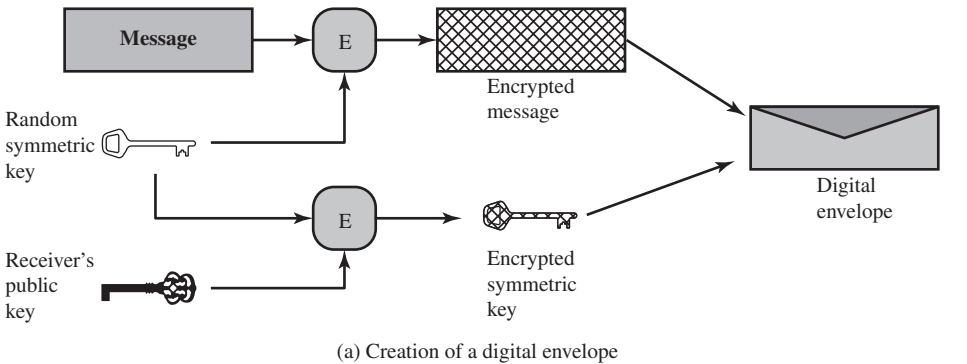 Message
E
Encrypted
message
Random
symmetric
key
Digital
envelope
E
Receiver's
public
key
Encrypted
symmetric
key
(a) Creation of a digital envelope